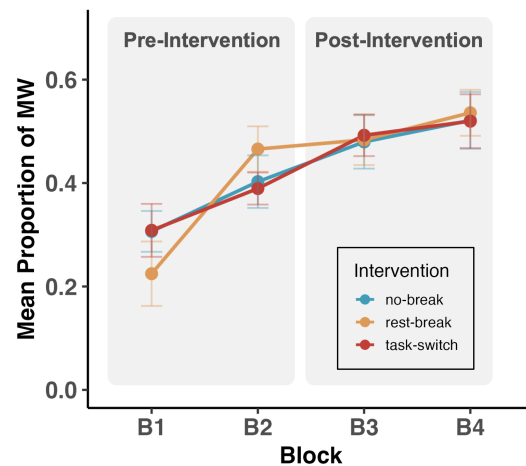 Pre-Intervention Post-Intervention
Mean Proportion of MW
0.6
0.4
0.2
0.0
Intervention
no-break
rest-break
task-switch
B1 B2 B3 B4
Block